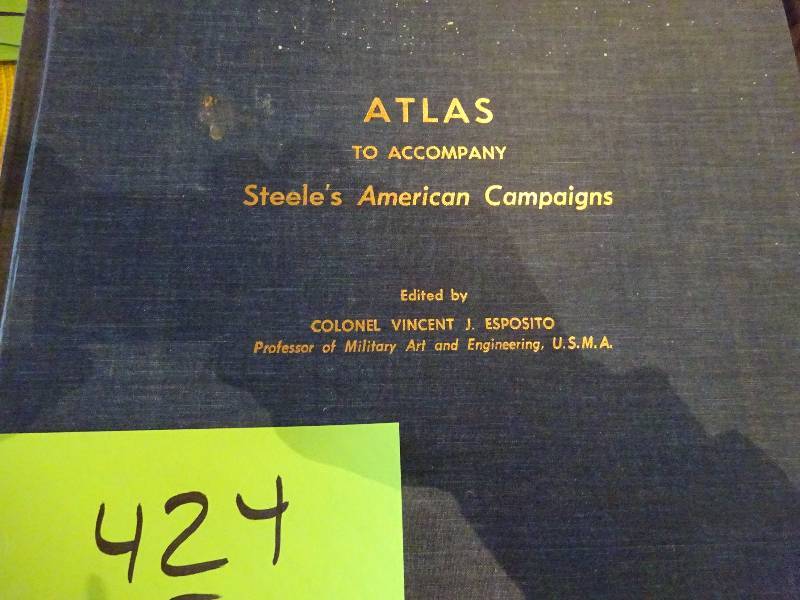 ATLAS
TO ACCOMPANY
Steele's American Campaigns
Edited by
COLONEL VINCENT J. ESPOSITO
Professor of Military Art and Engineering, U.S.M.A.
424